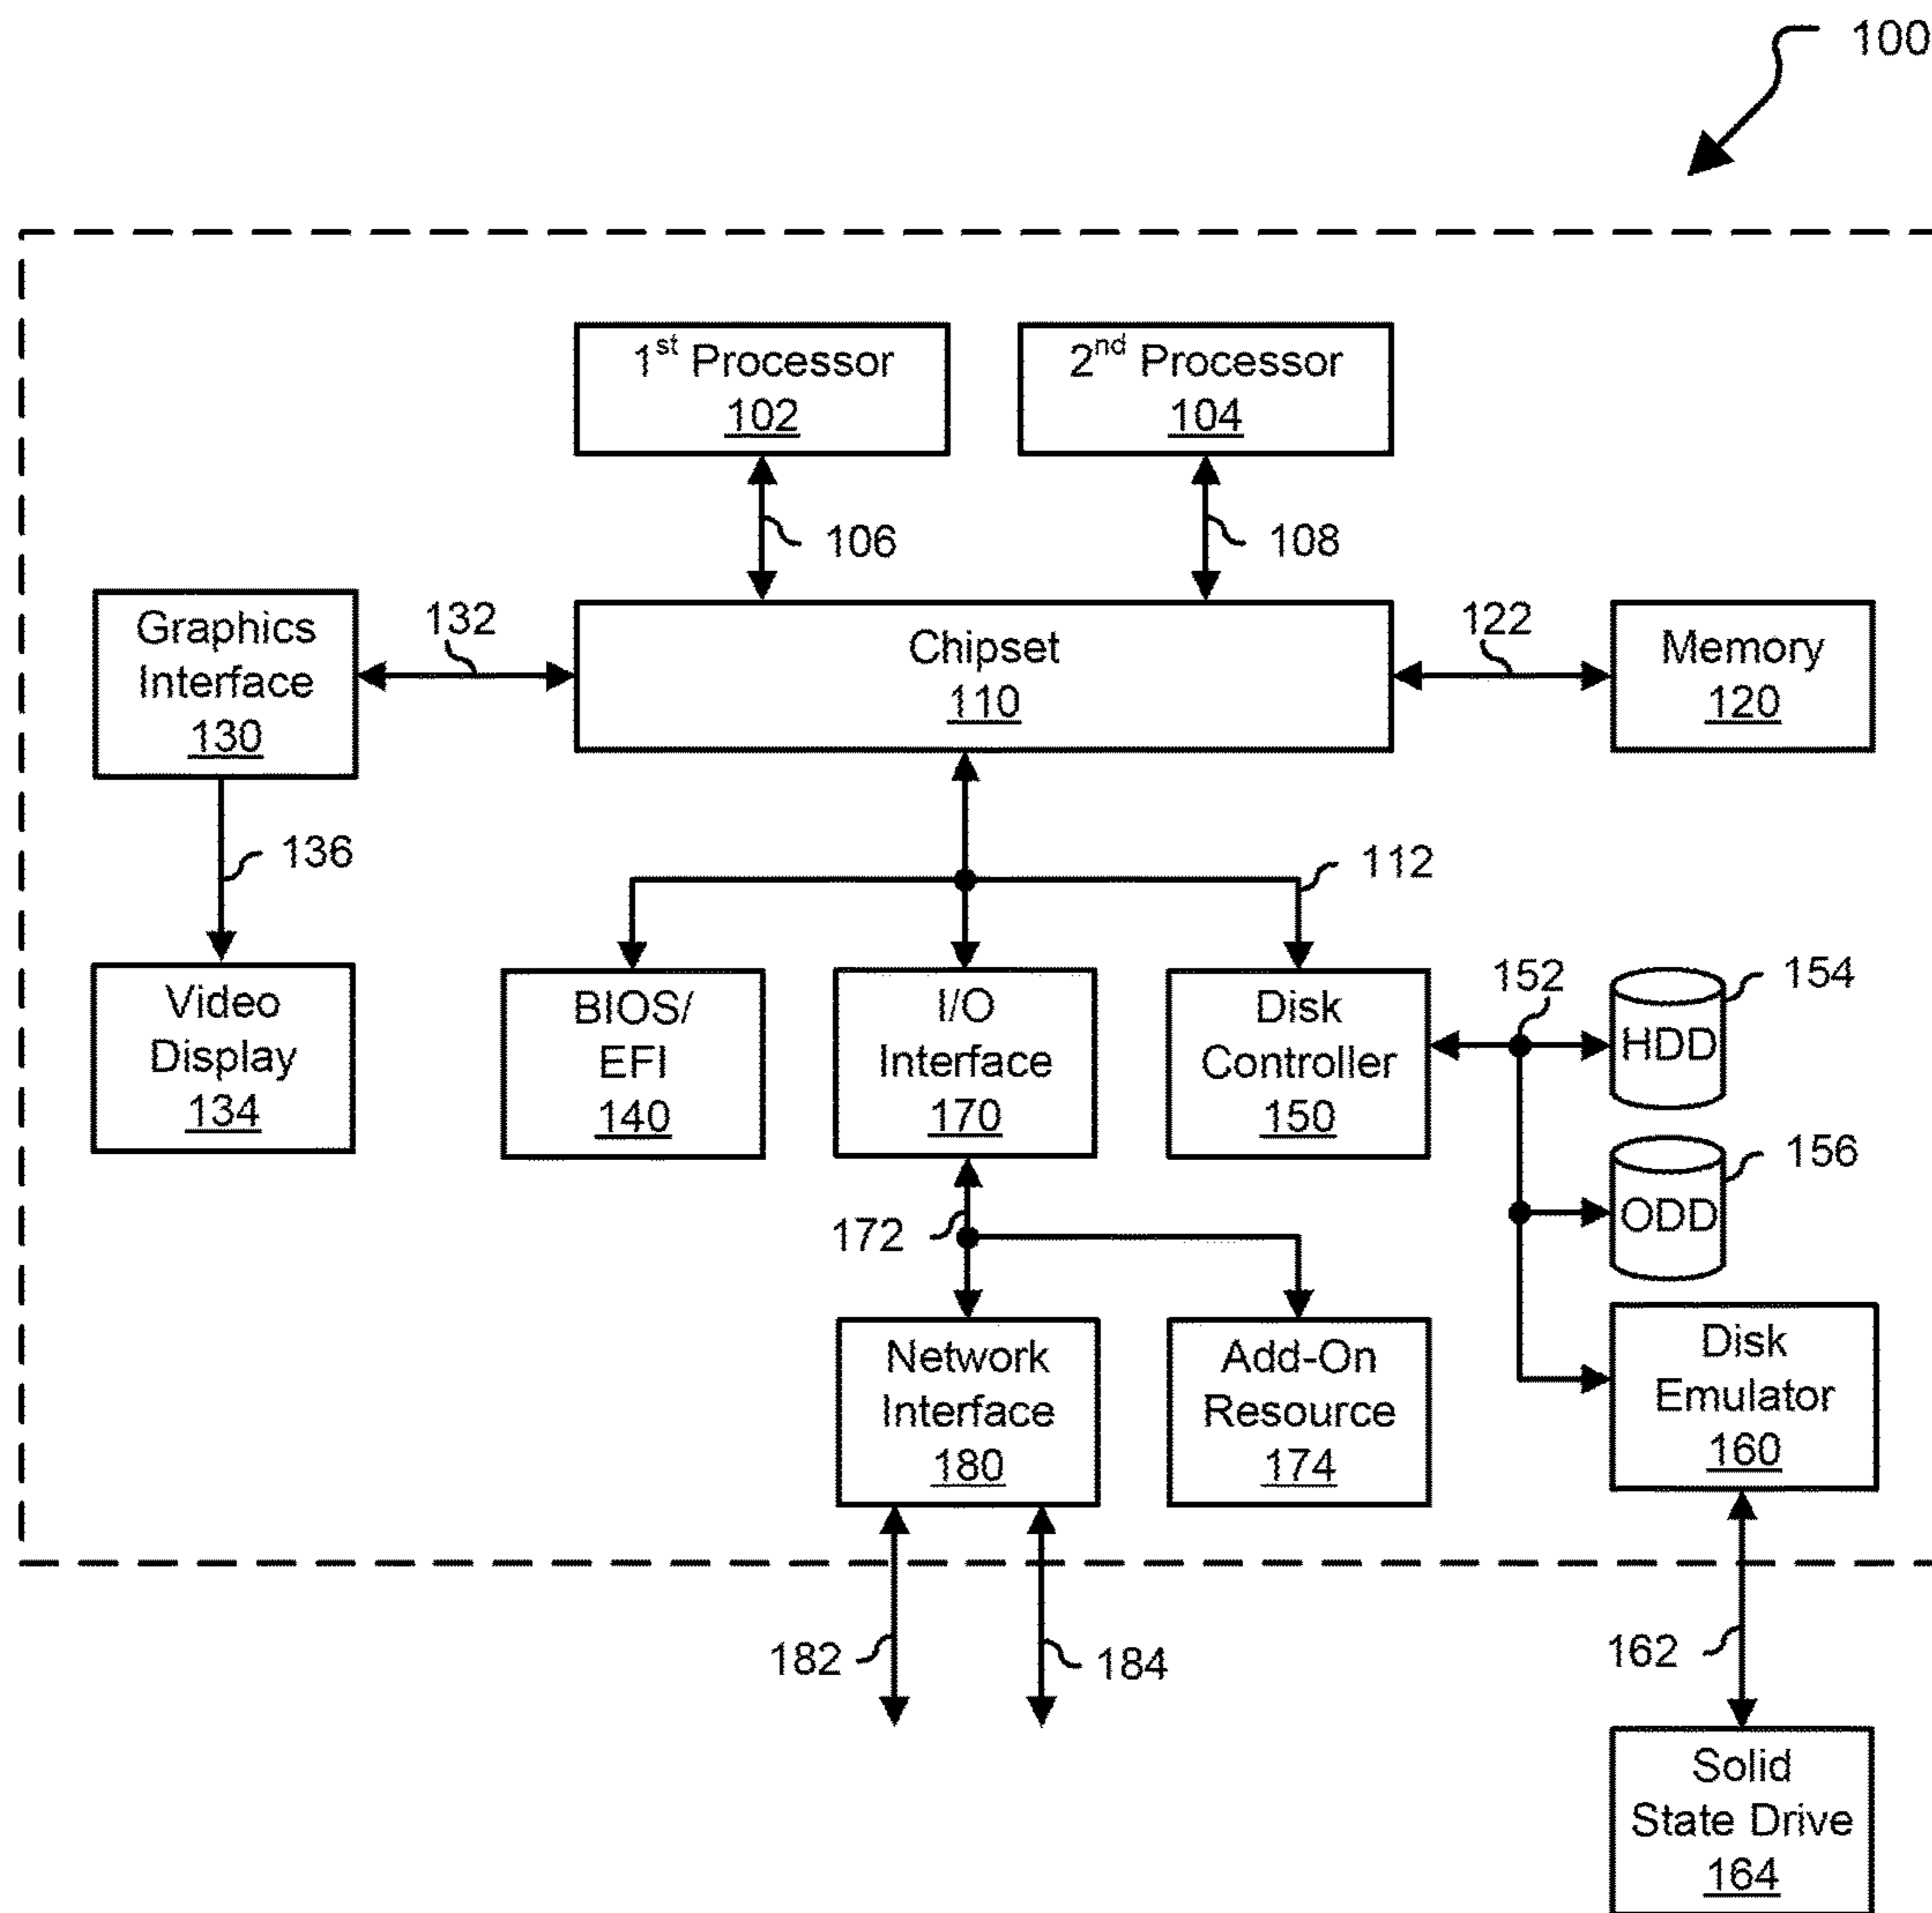 100
1st Processor
102
2nd Processor
104
106
108
Graphics
Interface
130
132
Chipset
110
122
Memory
120
136
112
Video
Display
134
BIOS/
EFI
140
I/O
Interface
170
Disk
Controller
150
152
HDD
154
ODD
156
172
Network
Interface
180
Add-On
Resource
174
Disk
Emulator
160
182
184
162
Solid
State Drive
164